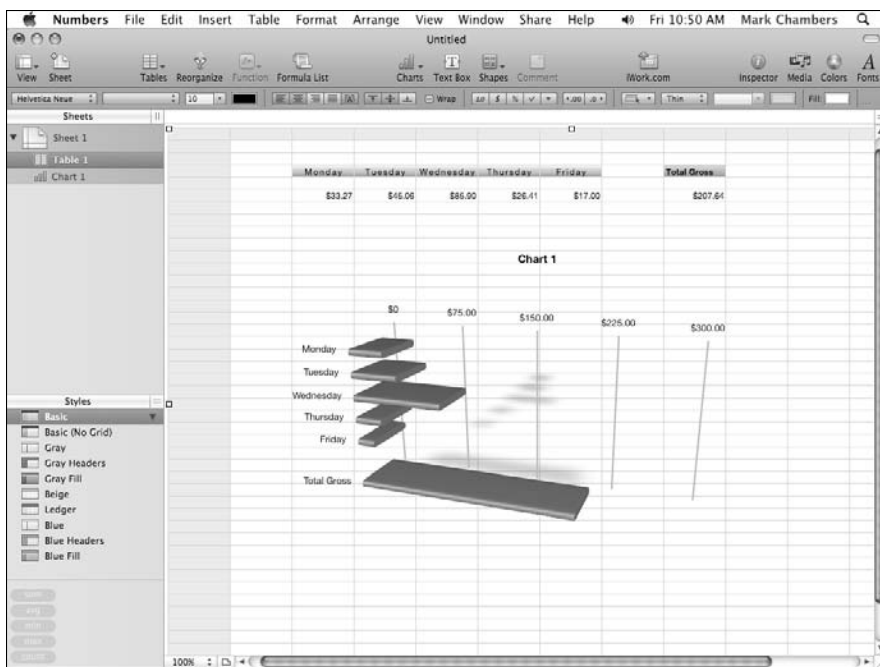 Numbers File Edit Insert Table Format Arrange View Window Share Help Fri 10:50 AM Mark Chambers
Untitled
View Sheet Tables Reorganize Function Formula List Charts Text Box Shapes Comment iWork.com Inspector Media Colors Fonts
Helvetica Neue 10 Wrap Thin Fill:
Sheets
Sheet 1
Table 1
Chart 1
Monday Tuesday Wednesday Thursday Friday Total Gross
$33.27 $45.06 $85.90 $26.41 $17.00 $207.64
Chart 1
$0 $75.00 $150.00 $225.00 $300.00
Monday
Tuesday
Wednesday
Thursday
Friday
Total Gross
Styles
Basic
Basic (No Grid)
Gray
Gray Headers
Gray Fill
Beige
Ledger
Blue
Blue Headers
Blue Fill
sum
avg
min
max
count
100%